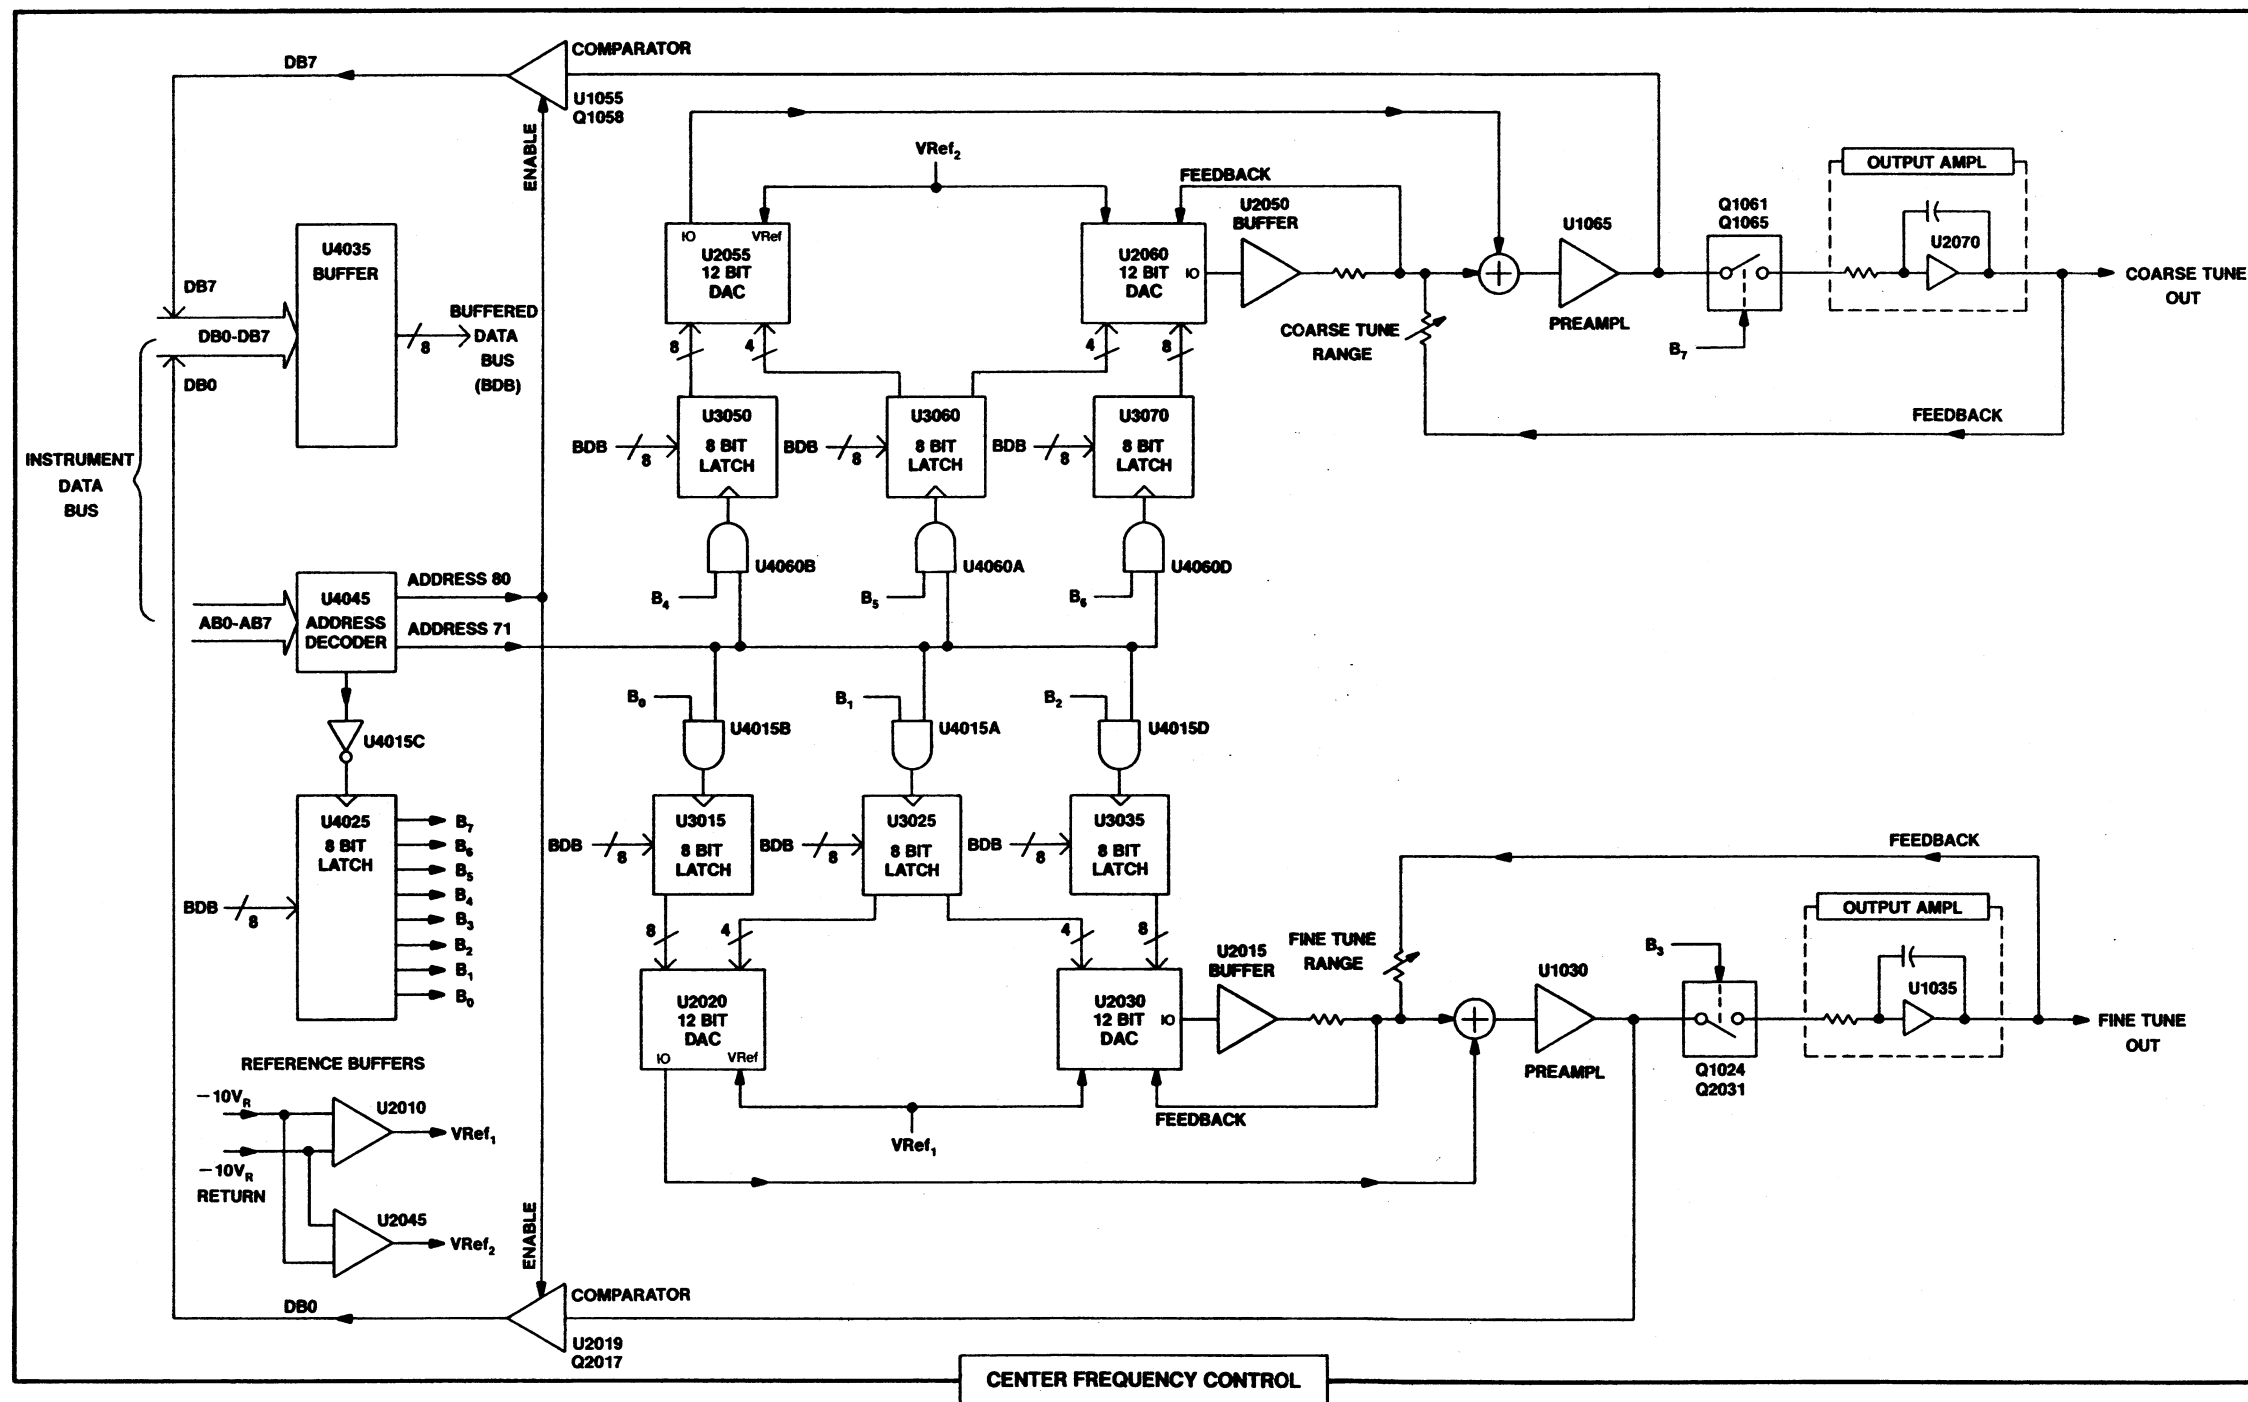 COMPARATOR
DB7
U1055
Q1058
ENABLE
VRef2
FEEDBACK
OUTPUT AMPL
U2050
BUFFER
U1065
Q1061
Q1065
U2070
U4035
BUFFER
IO
VRef
U2055
12 BIT
DAC
U2060
12 BIT
DAC
IO
COARSE TUNE
OUT
DB7
DB0-DB7
DB0
BUFFERED
DATA
BUS
(BDB)
8
8
4
4
8
COARSE TUNE
RANGE
PREAMPL
B7
FEEDBACK
INSTRUMENT
DATA
BUS
BDB
8
U3050
8 BIT
LATCH
BDB
8
U3060
8 BIT
LATCH
BDB
8
U3070
8 BIT
LATCH
U4060B
U4060A
U4060D
B4
B5
B6
AB0-AB7
U4045
ADDRESS
DECODER
ADDRESS 80
ADDRESS 71
B0
B1
B2
U4015C
U4015B
U4015A
U4015D
BDB
8
U4025
8 BIT
LATCH
B7
B6
B5
B4
B3
B2
B1
B0
BDB
8
U3015
8 BIT
LATCH
BDB
8
U3025
8 BIT
LATCH
BDB
8
U3035
8 BIT
LATCH
FEEDBACK
OUTPUT AMPL
8
4
4
8
U2015
BUFFER
FINE TUNE
RANGE
U1030
B3
U1035
U2020
12 BIT
DAC
IO
VRef
U2030
12 BIT
DAC
IO
FINE TUNE
OUT
PREAMPL
Q1024
Q2031
FEEDBACK
VRef1
REFERENCE BUFFERS
−10VR
U2010
VRef1
−10VR
RETURN
U2045
VRef2
ENABLE
COMPARATOR
DB0
U2019
Q2017
CENTER FREQUENCY CONTROL